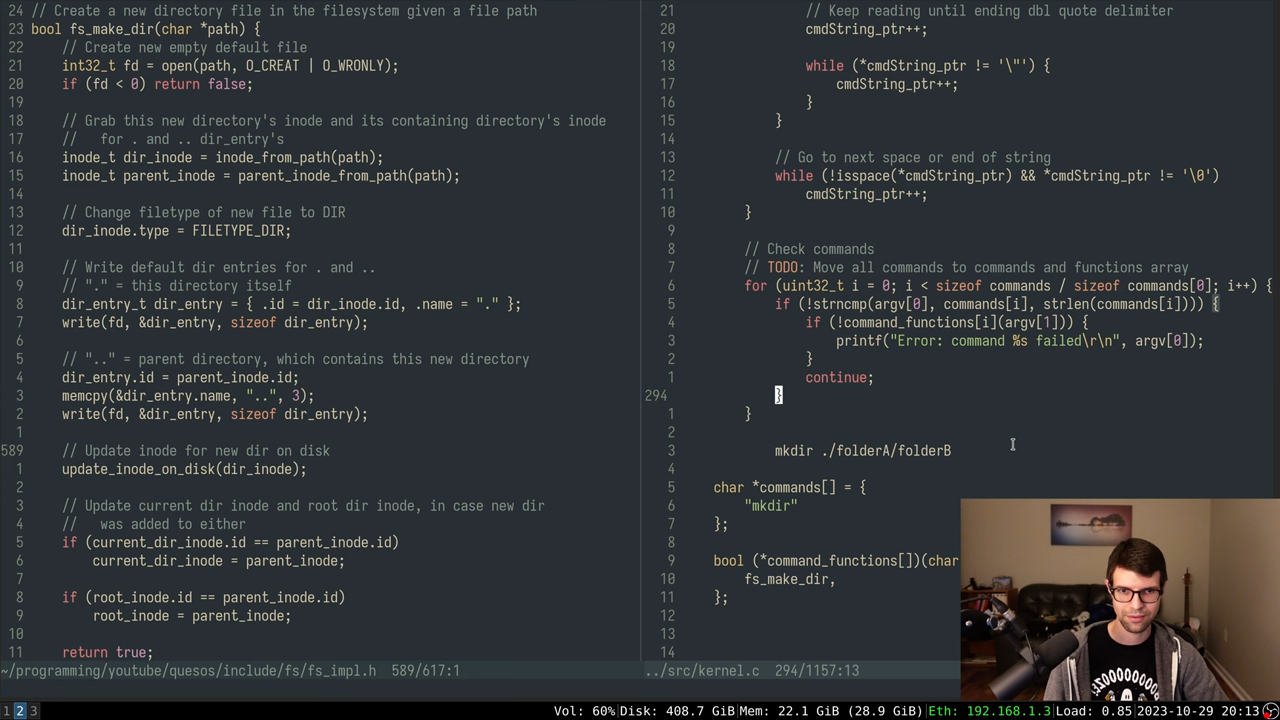 24 // Create a new directory file in the filesystem given a file path
23 bool fs_make_dir(char *path) {
22 // Create new empty default file
21 int32_t fd = open(path, O_CREAT | O_WRONLY);
20 if (fd < 0) return false;
19
18 // Grab this new directory's inode and its containing directory's inode
17 // for . and .. dir_entry's
16 inode_t dir_inode = inode_from_path(path);
15 inode_t parent_inode = parent_inode_from_path(path);
14
13 // Change filetype of new file to DIR
12 dir_inode.type = FILETYPE_DIR;
11
10 // Write default dir entries for . and ..
9 // "." = this directory itself
8 dir_entry_t dir_entry = { .id = dir_inode.id, .name = "." };
7 write(fd, &dir_entry, sizeof dir_entry);
6
5 // ".." = parent directory, which contains this new directory
4 dir_entry.id = parent_inode.id;
3 memcpy(&dir_entry.name, "..", 3);
2 write(fd, &dir_entry, sizeof dir_entry);
1
589 // Update inode for new dir on disk
1 update_inode_on_disk(dir_inode);
2
3 // Update current dir inode and root dir inode, in case new dir
4 // was added to either
5 if (current_dir_inode.id == parent_inode.id)
6 current_dir_inode = parent_inode;
7
8 if (root_inode.id == parent_inode.id)
9 root_inode = parent_inode;
10
11 return true;
~/programming/youtube/quesos/include/fs/fs_impl.h 589/617:1
21 // Keep reading until ending dbl quote delimiter
20 cmdString_ptr++;
19
18 while (*cmdString_ptr != '\"') {
17 cmdString_ptr++;
16 }
15 }
14
13 // Go to next space or end of string
12 while (!isspace(*cmdString_ptr) && *cmdString_ptr != '\0')
11 cmdString_ptr++;
10 }
9
8 // Check commands
7 // TODO: Move all commands to commands and functions array
6 for (uint32_t i = 0; i < sizeof commands / sizeof commands[0]; i++) {
5 if (!strncmp(argv[0], commands[i], strlen(commands[i]))) {
4 if (!command_functions[i](argv[1])) {
3 printf("Error: command %s failed\r\n", argv[0]);
2 }
1 continue;
294 }
1 }
2
3 mkdir ./folderA/folderB
4
5 char *commands[] = {
6 "mkdir"
7 };
8
9 bool (*command_functions[])(char
10 fs_make_dir,
11 };
12
13
14
../src/kernel.c 294/1157:13
1 2 3 Vol: 60%|Disk: 408.7 GiB|Mem: 22.1 GiB (28.9 GiB)|Eth: 192.168.1.3|Load: 0.85|2023-10-29 20:13